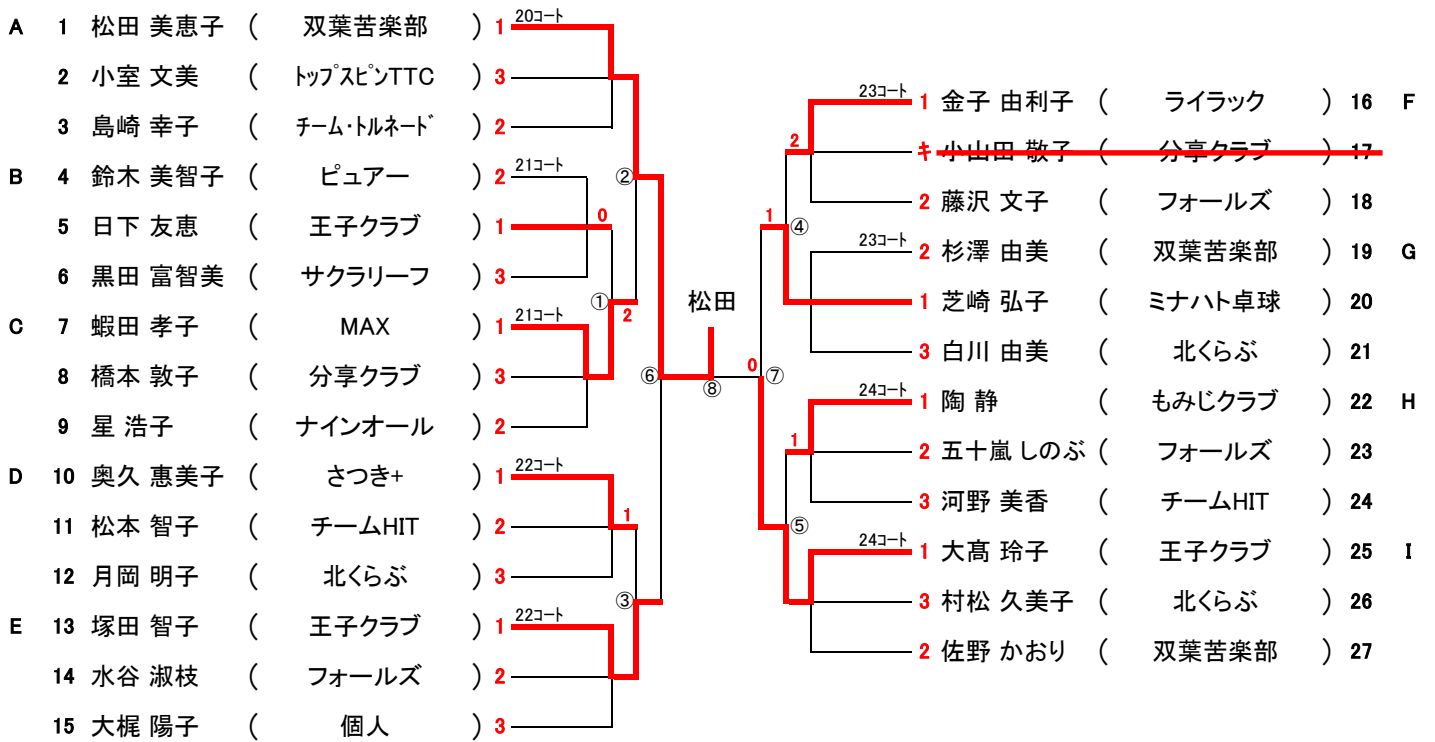 A 1 松田 美恵子 ( 双葉苦楽部 ) 1 20コート
2 小室 文美 ( トップスピンTTC ) 3
3 島崎 幸子 ( チーム・トルネード ) 2
B 4 鈴木 美智子 ( ピュアー ) 2 21コート
②
5 日下 友恵 ( 王子クラブ ) 1 0
6 黒田 富智美 ( サクラリーフ ) 3
① 2
C 7 蝦田 孝子 ( MAX ) 1 21コート
8 橋本 敦子 ( 分享クラブ ) 3
9 星 浩子 ( ナインオール ) 2
D 10 奥久 惠美子 ( さつき+ ) 1 22コート
11 松本 智子 ( チームHIT ) 2 1
12 月岡 明子 ( 北くらぶ ) 3
③
E 13 塚田 智子 ( 王子クラブ ) 1 22コート
14 水谷 淑枝 ( フォールズ ) 2
15 大梶 陽子 ( 個人 ) 3
松田
⑥ ⑧ 0 ⑦
23コート 1 金子 由利子 ( ライラック ) 16 F
2 キ 小山田 敬子 ( 分享クラブ ) 17
2 藤沢 文子 ( フォールズ ) 18
1 ④
23コート 2 杉澤 由美 ( 双葉苦楽部 ) 19 G
1 芝崎 弘子 ( ミナハト卓球 ) 20
3 白川 由美 ( 北くらぶ ) 21
24コート 1 陶 静 ( もみじクラブ ) 22 H
1 2 五十嵐 しのぶ ( フォールズ ) 23
3 河野 美香 ( チームHIT ) 24
⑤
24コート 1 大髙 玲子 ( 王子クラブ ) 25 I
3 村松 久美子 ( 北くらぶ ) 26
2 佐野 かおり ( 双葉苦楽部 ) 27